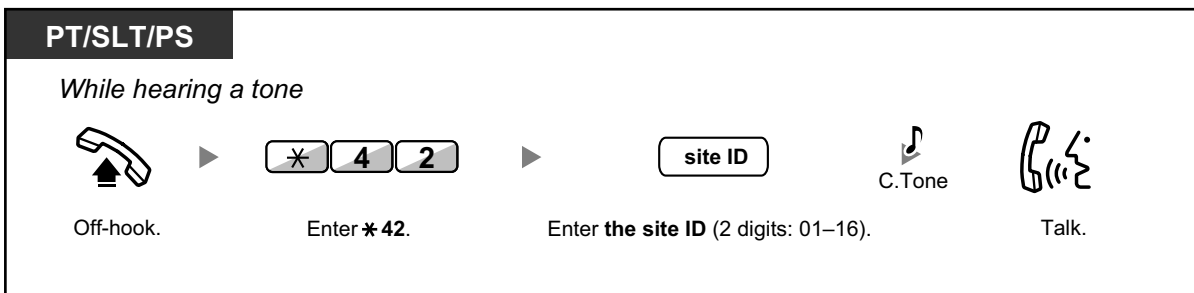 PT/SLT/PS
While hearing a tone
* 4 2
site ID
C.Tone
Off-hook.
Enter *42.
Enter the site ID (2 digits: 01–16).
Talk.